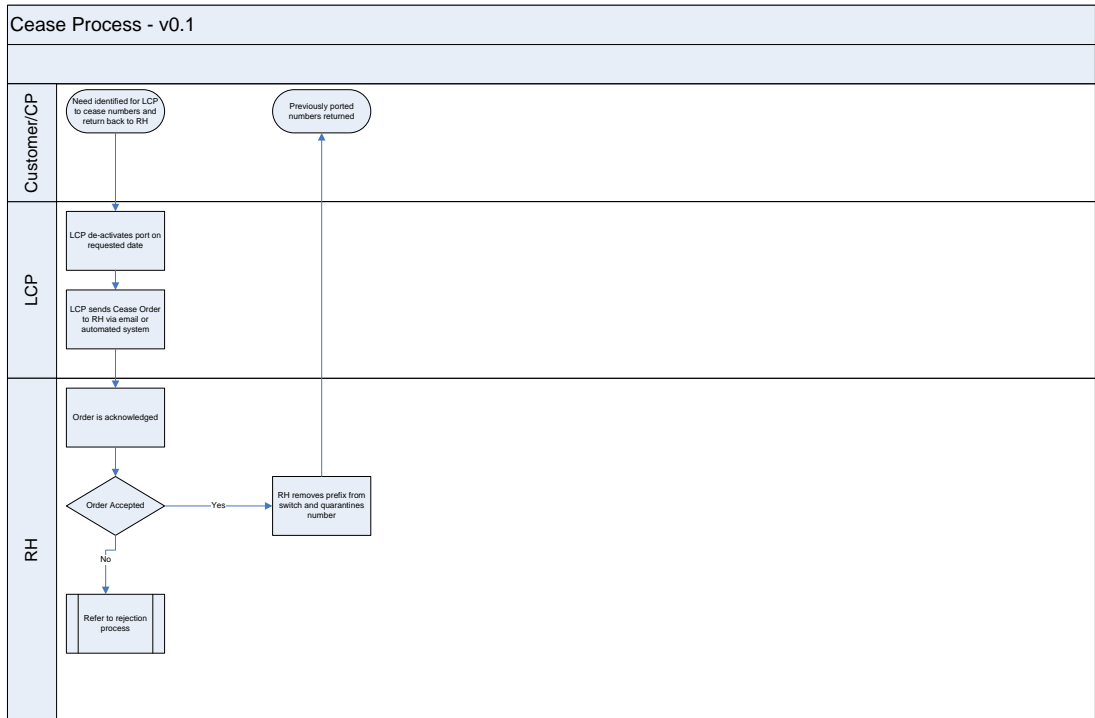 Cease Process - v0.1
Customer/CP
Need identified for LCP
to cease numbers and
return back to RH
Previously ported
numbers returned
LCP
LCP de-activates port on
requested date
LCP sends Cease Order
to RH via email or
automated system
RH
Order is acknowledged
Order Accepted
Yes
RH removes prefix from
switch and quarantines
number
No
Refer to rejection
process